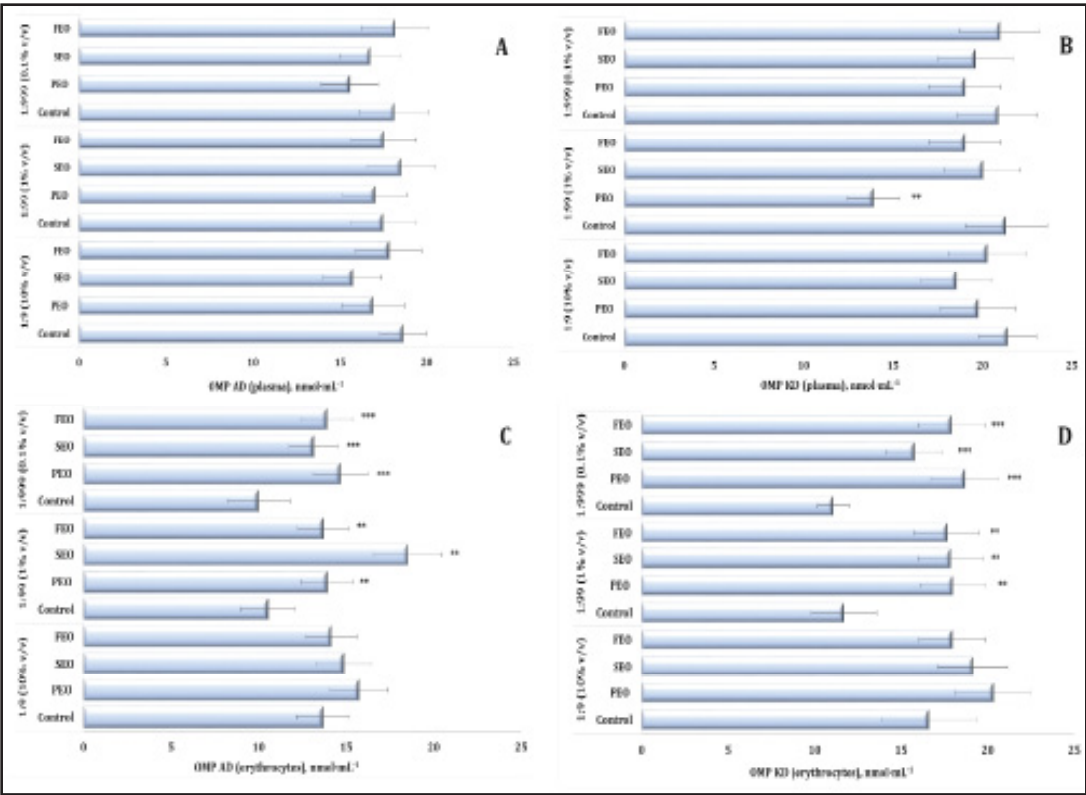 A
1:999 (0.1% v/v)
FEO
SEO
PEO
Control
1:99 (1% v/v)
FEO
SEO
PEO
Control
1:9 (10% v/v)
FEO
SEO
PEO
Control
0 5 10 15 20 25
OMP AD (plasma), nmol·mL⁻¹
B
1:999 (0.1% v/v)
FEO
SEO
PEO
Control
1:99 (1% v/v)
FEO
SEO
PEO **
Control
1:9 (10% v/v)
FEO
SEO
PEO
Control
0 5 10 15 20 25
OMP KD (plasma), nmol·mL⁻¹
C
1:999 (0.1% v/v)
FEO ***
SEO ***
PEO ***
Control
1:99 (1% v/v)
FEO **
SEO **
PEO **
Control
1:9 (10% v/v)
FEO
SEO
PEO
Control
0 5 10 15 20 25
OMP AD (erythrocytes), nmol·mL⁻¹
D
1:999 (0.1% v/v)
FEO ***
SEO ***
PEO ***
Control
1:99 (1% v/v)
FEO **
SEO **
PEO **
Control
1:9 (10% v/v)
FEO
SEO
PEO
Control
0 5 10 15 20 25
OMP KD (erythrocytes), nmol·mL⁻¹